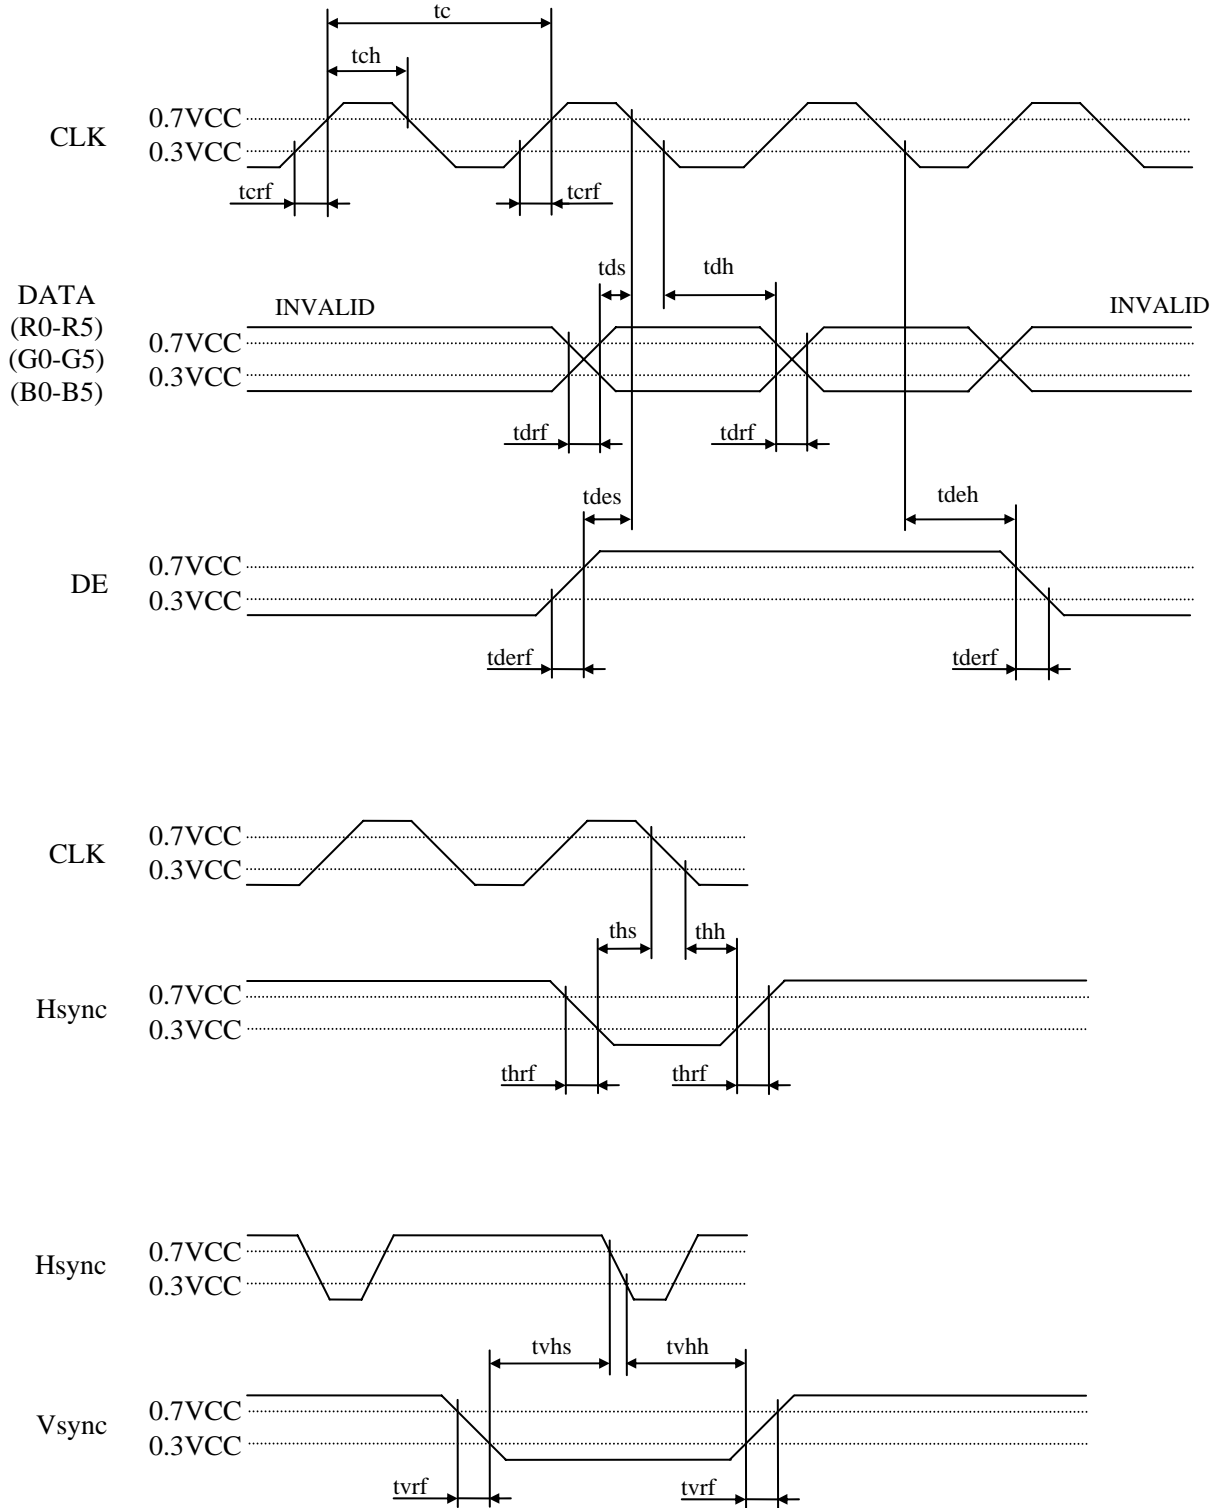 tc
tch
0.7VCC
CLK
0.3VCC
tcrf
tcrf
tds
tdh
DATA
(R0-R5)
(G0-G5)
(B0-B5)
INVALID
INVALID
0.7VCC
0.3VCC
tdrf
tdrf
tdes
tdeh
0.7VCC
DE
0.3VCC
tderf
tderf
0.7VCC
CLK
0.3VCC
ths
thh
0.7VCC
Hsync
0.3VCC
thrf
thrf
0.7VCC
Hsync
0.3VCC
tvhs
tvhh
0.7VCC
Vsync
0.3VCC
tvrf
tvrf